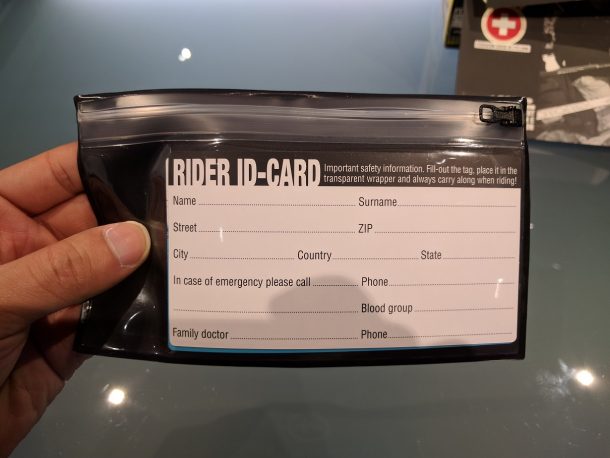 RIDER ID-CARD
Important safety information. Fill-out the tag, place it in the
transparent wrapper and always carry along when riding!
Name Surname
Street ZIP
City Country State
In case of emergency please call Phone
Blood group
Family doctor Phone